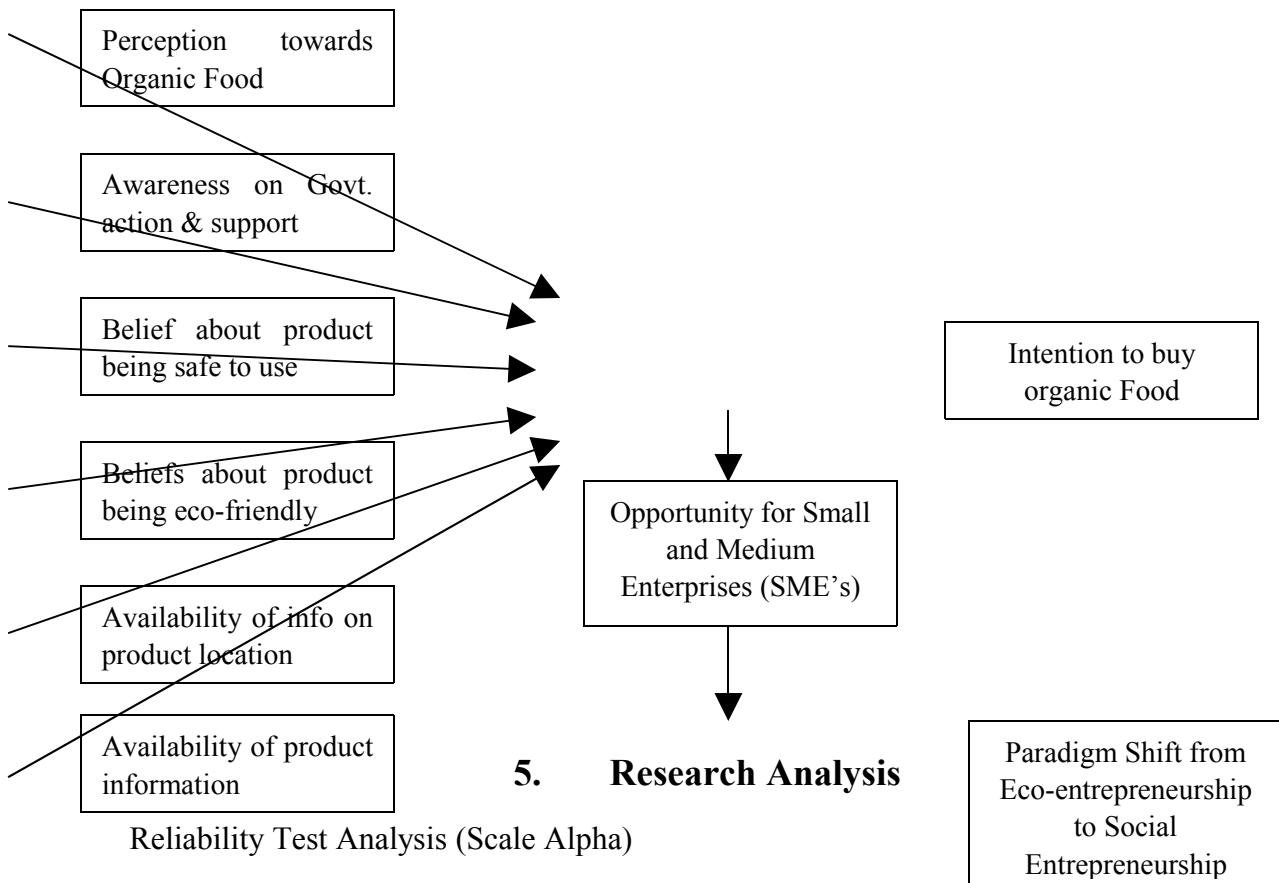 Perception towards
Organic Food
Awareness on Govt.
action & support
Belief about product
being safe to use
Intention to buy
organic Food
Beliefs about product
being eco-friendly
Opportunity for Small
and Medium
Enterprises (SME's)
Availability of info on
product location
Availability of product
information
5. Research Analysis
Paradigm Shift from
Eco-entrepreneurship
to Social
Entrepreneurship
Reliability Test Analysis (Scale Alpha)